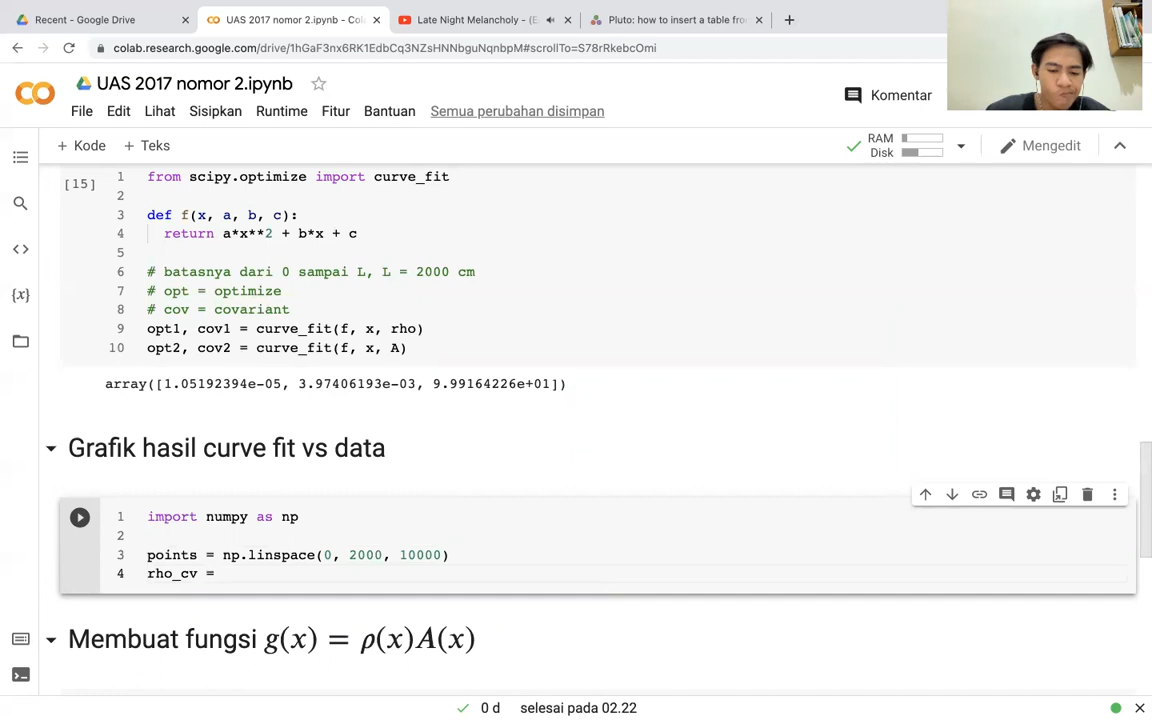 Recent - Google Drive
UAS 2017 nomor 2.ipynb - Col
Late Night Melancholy - (E
Pluto: how to insert a table fro
colab.research.google.com/drive/1hGaF3nx6RK1EdbCq3NZsHNNbguNqnbpM#scrollTo=S78rRkebcOmi
UAS 2017 nomor 2.ipynb
File Edit Lihat Sisipkan Runtime Fitur Bantuan Semua perubahan disimpan
Komentar
+ Kode + Teks
RAM
Disk
Mengedit
[15]
1 from scipy.optimize import curve_fit
2
3 def f(x, a, b, c):
4 return a*x**2 + b*x + c
5
6 # batasnya dari 0 sampai L, L = 2000 cm
7 # opt = optimize
8 # cov = covariant
9 opt1, cov1 = curve_fit(f, x, rho)
10 opt2, cov2 = curve_fit(f, x, A)
array([1.05192394e-05, 3.97406193e-03, 9.99164226e+01])
Grafik hasil curve fit vs data
1 import numpy as np
2
3 points = np.linspace(0, 2000, 10000)
4 rho_cv =
Membuat fungsi g(x) = ρ(x)A(x)
0 d selesai pada 02.22